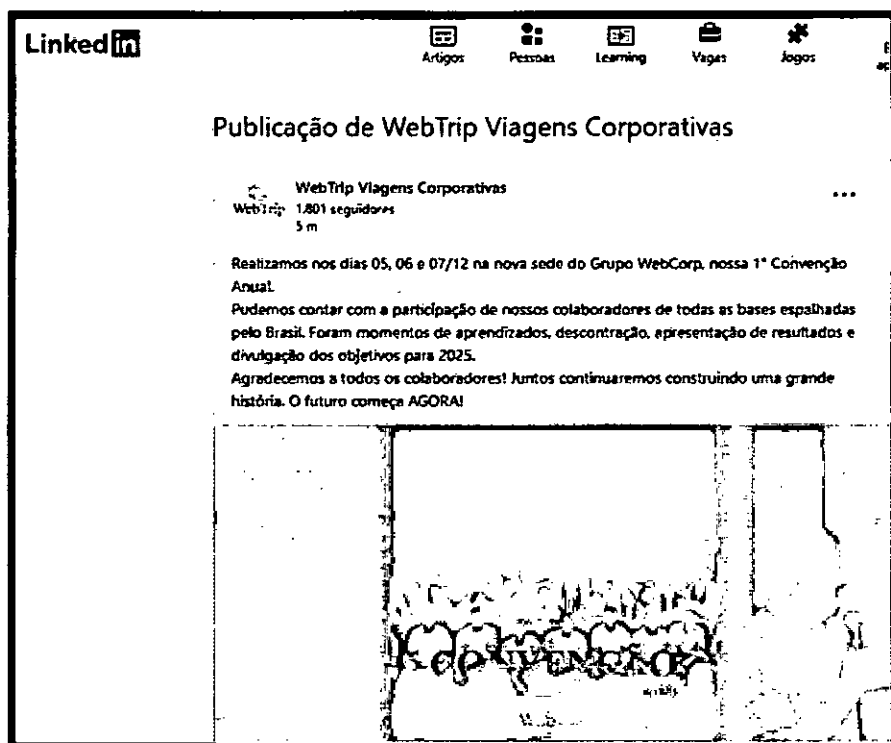 LinkedIn
Artigos Pessoas Learning Vagas Jogos
Publicação de WebTrip Viagens Corporativas
WebTrip Viagens Corporativas
WebTrip 1.801 seguidores
5 m
Realizamos nos dias 05, 06 e 07/12 na nova sede do Grupo WebCorp, nossa 1ª Convenção
Anual.
Pudemos contar com a participação de nossos colaboradores de todas as bases espalhadas
pelo Brasil. Foram momentos de aprendizados, descontração, apresentação de resultados e
divulgação dos objetivos para 2025.
Agradecemos a todos os colaboradores! Juntos continuaremos construindo uma grande
história. O futuro começa AGORA!